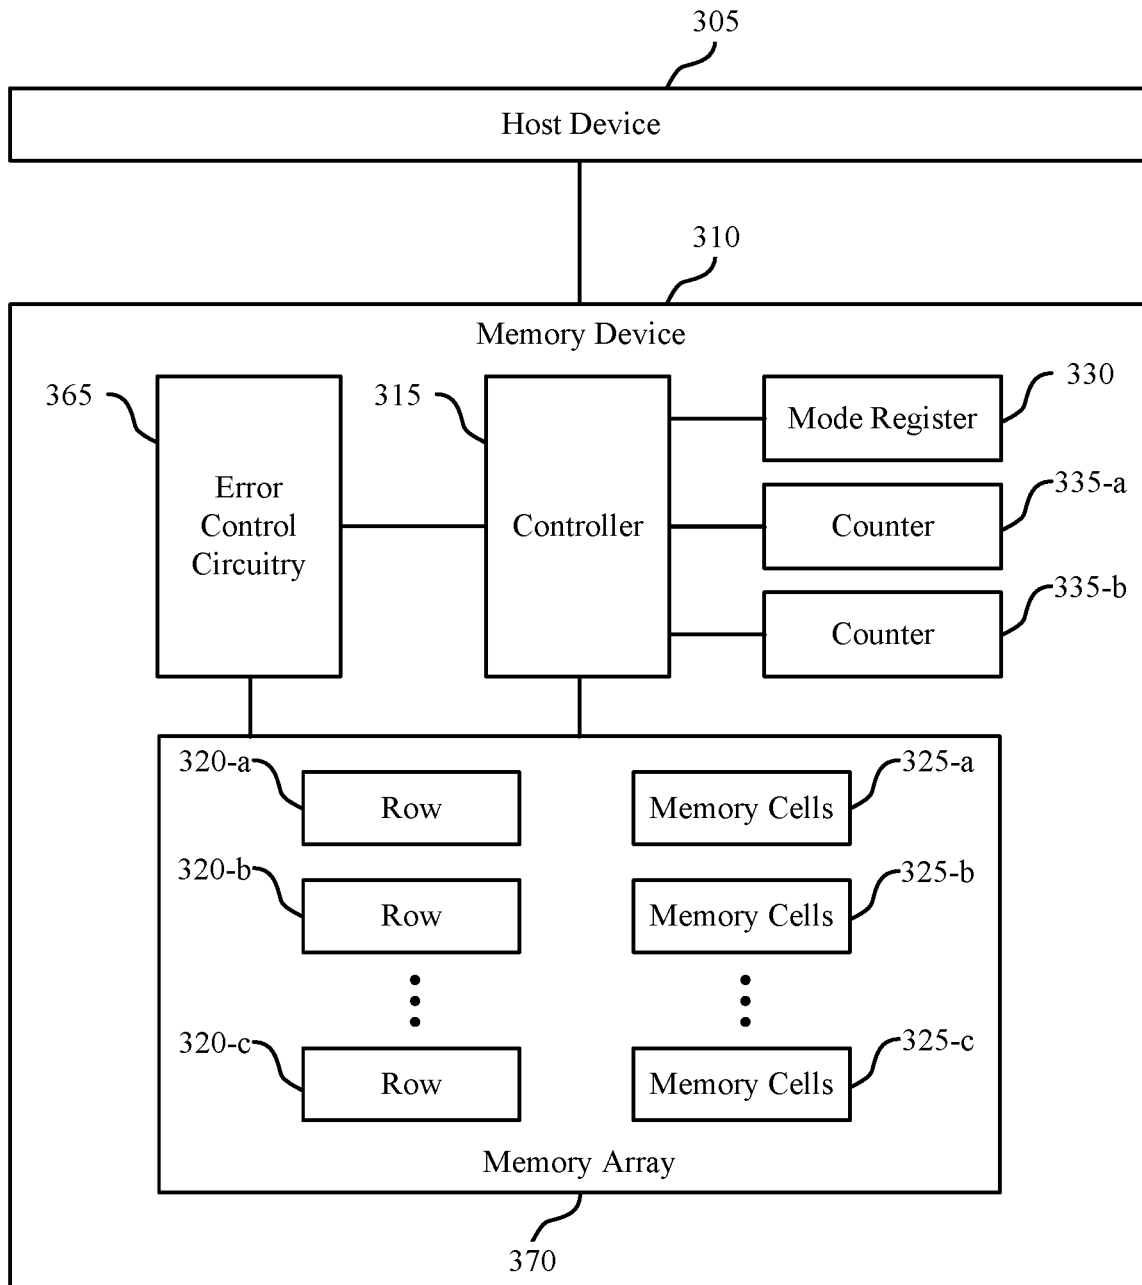 305
Host Device
310
Memory Device
365
315
330
Mode Register
Error
Control
Circuitry
Controller
335-a
Counter
335-b
Counter
320-a
Row
325-a
Memory Cells
320-b
Row
325-b
Memory Cells
320-c
Row
325-c
Memory Cells
Memory Array
370